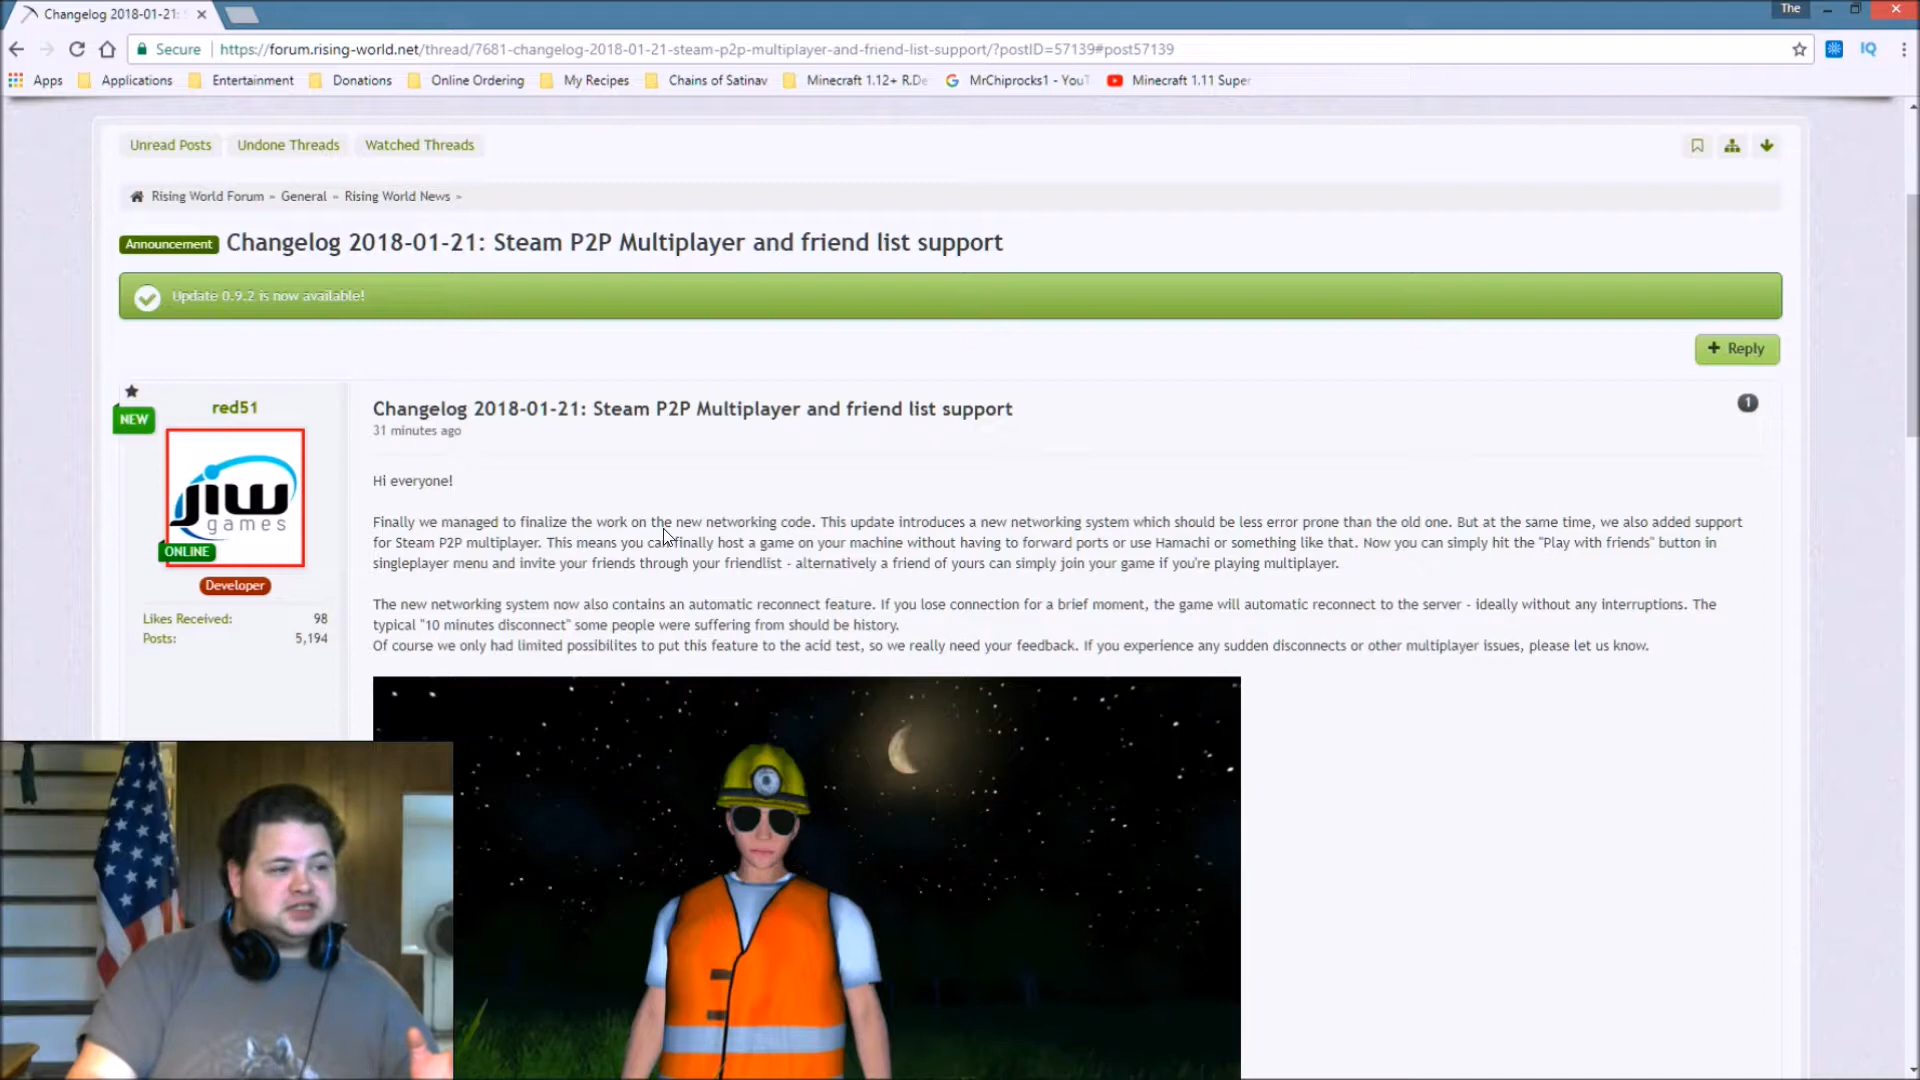 Changelog 2018-01-21:
The
Secure
https://forum.rising-world.net/thread/7681-changelog-2018-01-21-steam-p2p-multiplayer-and-friend-list-support/?postID=57139#post57139
IQ
Apps
Applications
Entertainment
Donations
Online Ordering
My Recipes
Chains of Satinav
Minecraft 1.12+ R.De
MrChiprocks1 - You
Minecraft 1.11 Super
Unread Posts
Undone Threads
Watched Threads
Rising World Forum » General » Rising World News »
Announcement
Changelog 2018-01-21: Steam P2P Multiplayer and friend list support
Update 0.9.2 is now available!
+ Reply
NEW
red51
jiw
games
ONLINE
Developer
Likes Received: 98
Posts: 5,194
Changelog 2018-01-21: Steam P2P Multiplayer and friend list support
1
31 minutes ago
Hi everyone!
Finally we managed to finalize the work on the new networking code. This update introduces a new networking system which should be less error prone than the old one. But at the same time, we also added support
for Steam P2P multiplayer. This means you can finally host a game on your machine without having to forward ports or use Hamachi or something like that. Now you can simply hit the "Play with friends" button in
singleplayer menu and invite your friends through your friendlist - alternatively a friend of yours can simply join your game if you're playing multiplayer.
The new networking system now also contains an automatic reconnect feature. If you lose connection for a brief moment, the game will automatic reconnect to the server - ideally without any interruptions. The
typical "10 minutes disconnect" some people were suffering from should be history.
Of course we only had limited possibilites to put this feature to the acid test, so we really need your feedback. If you experience any sudden disconnects or other multiplayer issues, please let us know.